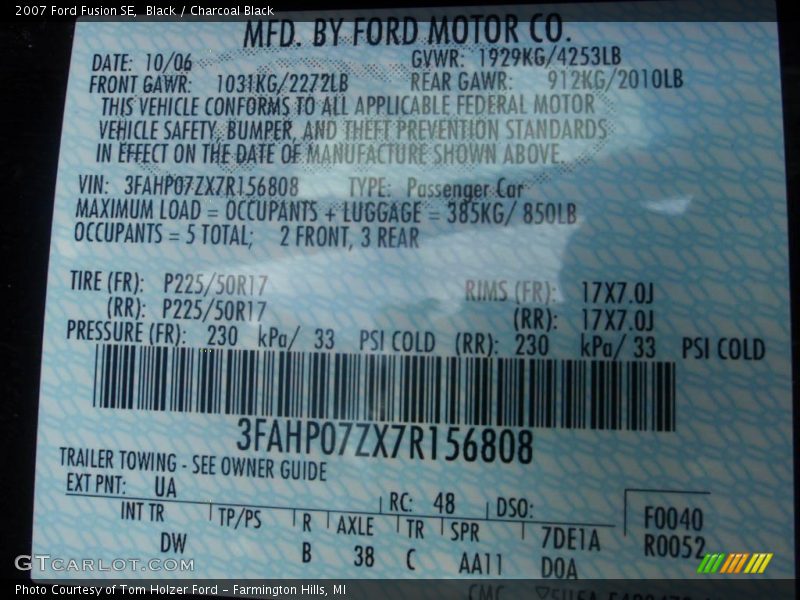 2007 Ford Fusion SE, Black / Charcoal Black
MFD. BY FORD MOTOR CO.
DATE: 10/06 GVWR: 1929KG/4253LB
FRONT GAWR: 1031KG/2272LB REAR GAWR: 912KG/2010LB
THIS VEHICLE CONFORMS TO ALL APPLICABLE FEDERAL MOTOR
VEHICLE SAFETY, BUMPER, AND THEFT PREVENTION STANDARDS
IN EFFECT ON THE DATE OF MANUFACTURE SHOWN ABOVE.
VIN: 3FAHP07ZX7R156808 TYPE: Passenger Car
MAXIMUM LOAD = OCCUPANTS + LUGGAGE = 385KG/ 850LB
OCCUPANTS = 5 TOTAL; 2 FRONT, 3 REAR
TIRE (FR): P225/50R17 RIMS (FR): 17X7.0J
(RR): P225/50R17 (RR): 17X7.0J
PRESSURE (FR): 230 kPa/ 33 PSI COLD (RR): 230 kPa/ 33 PSI COLD
3FAHP07ZX7R156808
TRAILER TOWING - SEE OWNER GUIDE
EXT PNT: UA RC: 48 DSO: F0040
INT TR TP/PS R AXLE TR SPR 7DE1A R0052
DW B 38 C AA11 D0A
GTcarlot.com
Photo Courtesy of Tom Holzer Ford – Farmington Hills, MI